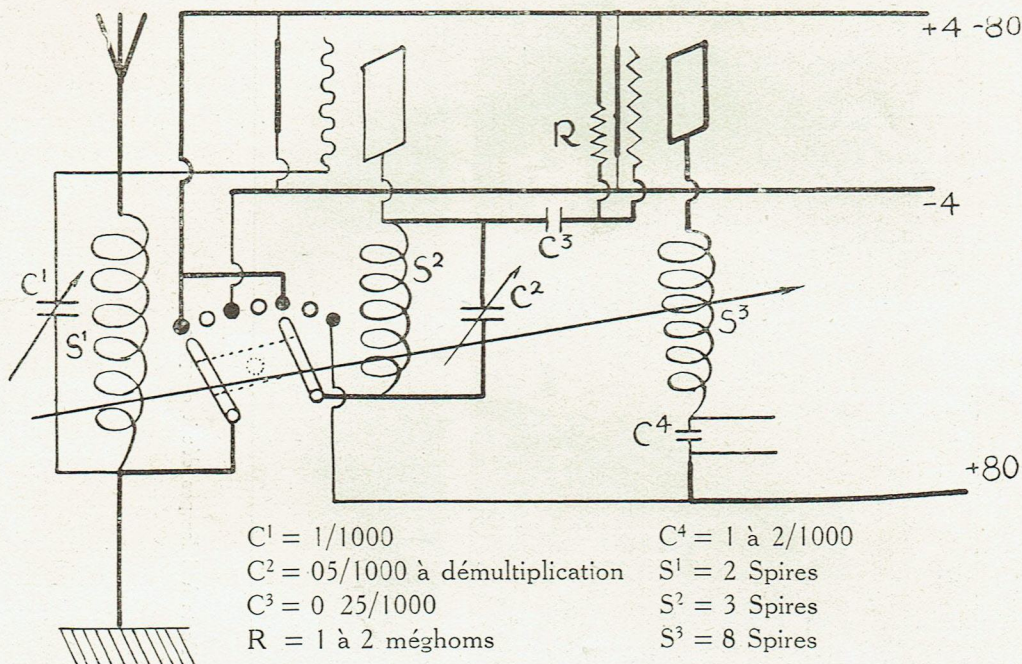 +4 -80
R
-4
C³
C¹
S²
C²
S¹
S³
C⁴
+80
C¹ = 1/1000
C² = 05/1000 à démultiplication
C³ = 0 25/1000
R = 1 à 2 méghoms
C⁴ = 1 à 2/1000
S¹ = 2 Spires
S² = 3 Spires
S³ = 8 Spires